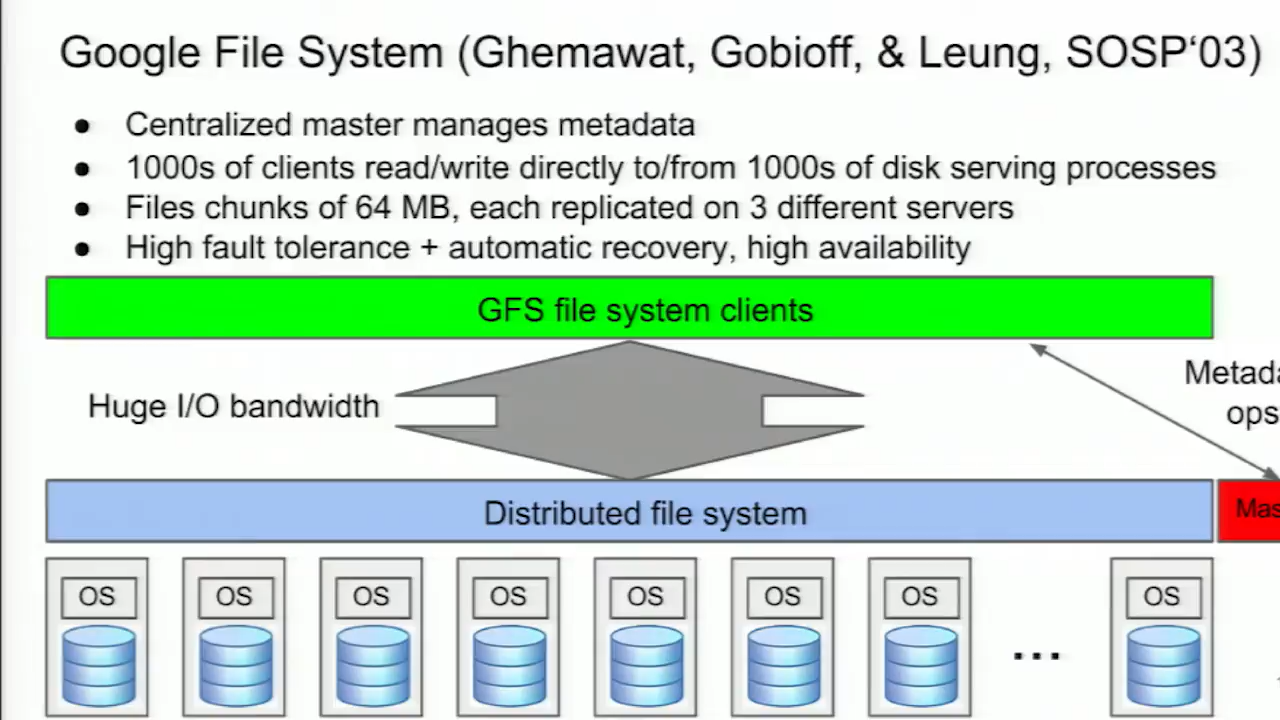 Google File System (Ghemawat, Gobioff, & Leung, SOSP‘03)
● Centralized master manages metadata
● 1000s of clients read/write directly to/from 1000s of disk serving processes
● Files chunks of 64 MB, each replicated on 3 different servers
● High fault tolerance + automatic recovery, high availability
GFS file system clients
Huge I/O bandwidth
ops
Distributed file system
OS OS OS OS OS OS OS ... OS